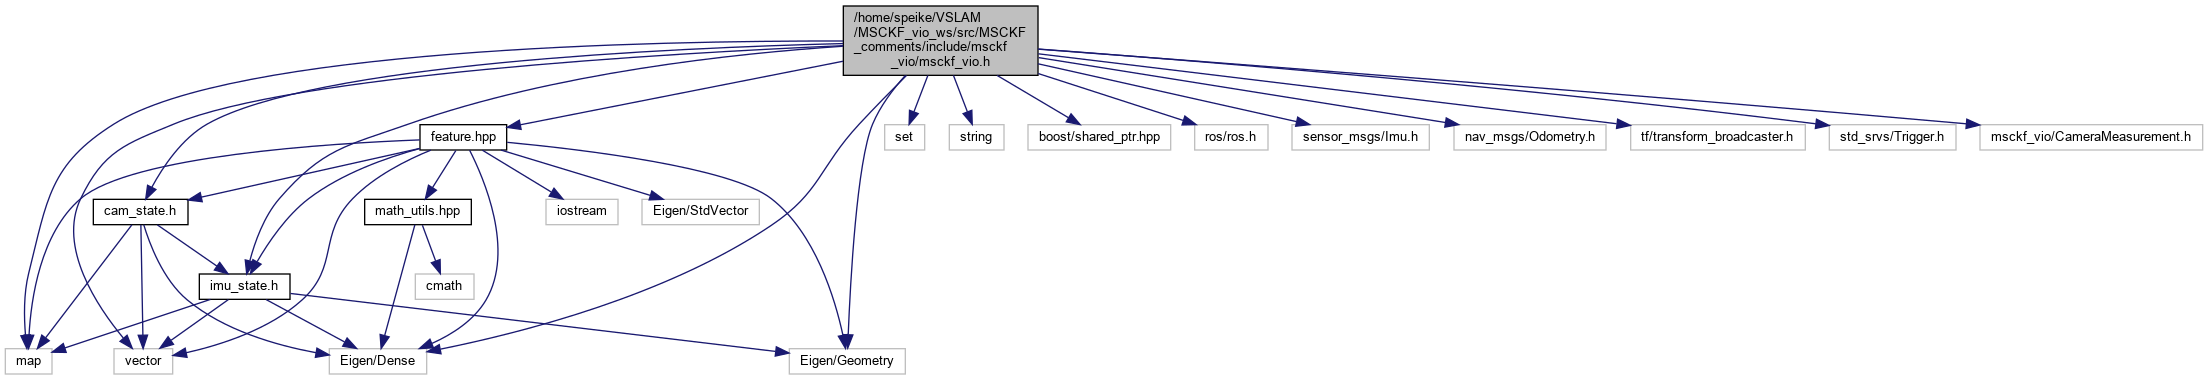 /home/speike/VSLAM
/MSCKF_vio_ws/src/MSCKF
_comments/include/msckf
_vio/msckf_vio.h
feature.hpp
set
string
boost/shared_ptr.hpp
ros/ros.h
sensor_msgs/Imu.h
nav_msgs/Odometry.h
tf/transform_broadcaster.h
std_srvs/Trigger.h
msckf_vio/CameraMeasurement.h
cam_state.h
math_utils.hpp
iostream
Eigen/StdVector
imu_state.h
cmath
map
vector
Eigen/Dense
Eigen/Geometry